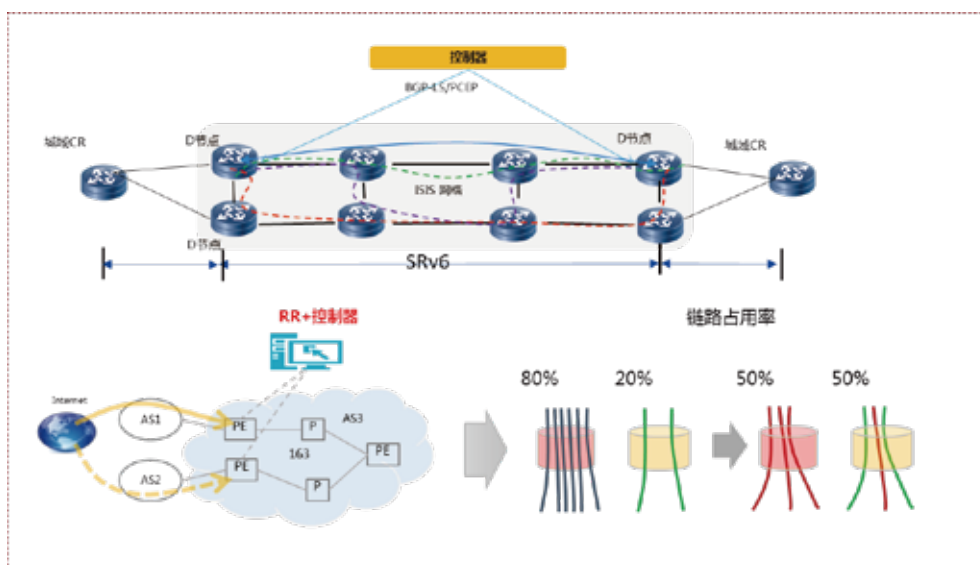 控制器
BGP-LS/PCEP
城域CR
D节点
D节点
城域CR
ISIS 网络
D节点
SRv6
RR+控制器
链路占用率
80%
20%
50%
50%
Internet
AS1
AS2
PE
P
AS3
163
PE
PE
P